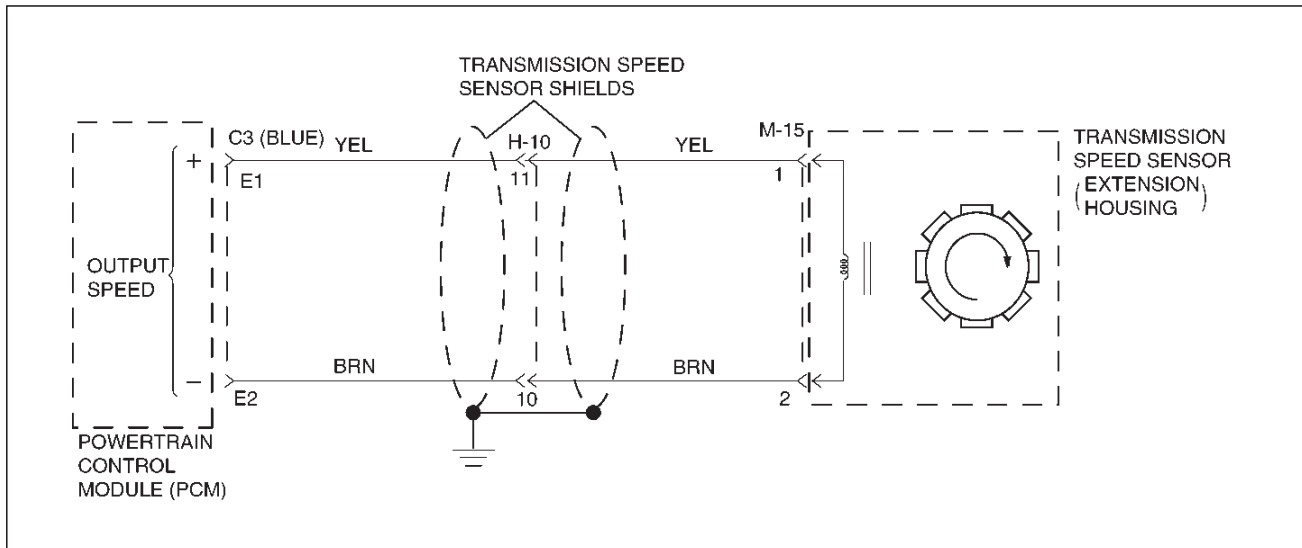 TRANSMISSION SPEED
SENSOR SHIELDS
C3 (BLUE)
YEL
H-10
YEL
M-15
TRANSMISSION
SPEED SENSOR
(EXTENSION
HOUSING)
+
E1
11
1
OUTPUT
SPEED
BRN
BRN
−
E2
10
2
POWERTRAIN
CONTROL
MODULE (PCM)